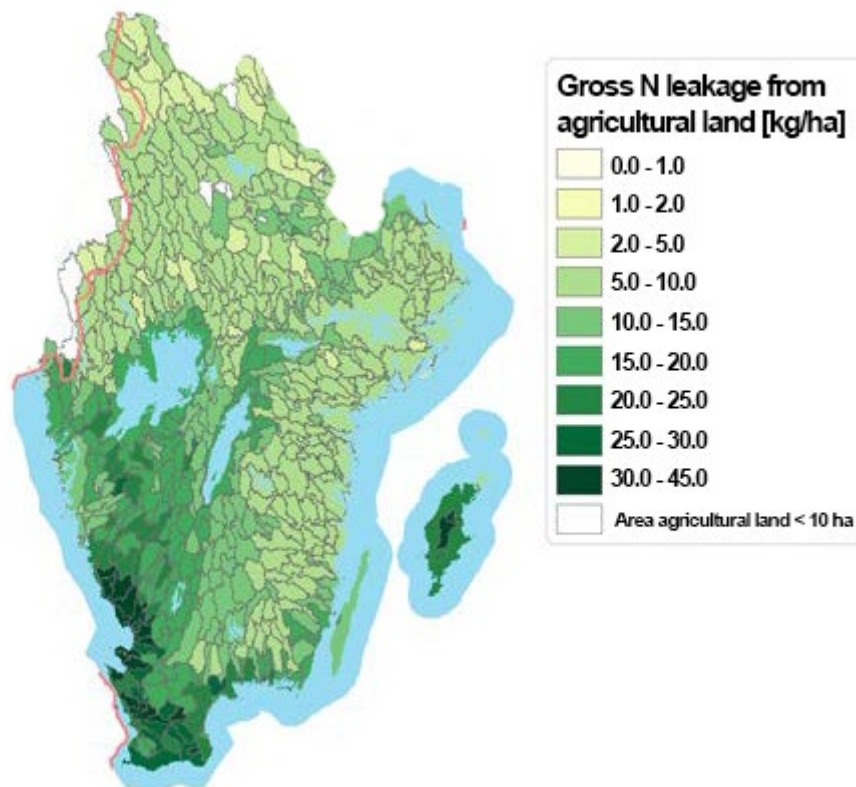 Gross N leakage from
agricultural land [kg/ha]
0.0 - 1.0
1.0 - 2.0
2.0 - 5.0
5.0 - 10.0
10.0 - 15.0
15.0 - 20.0
20.0 - 25.0
25.0 - 30.0
30.0 - 45.0
Area agricultural land < 10 ha